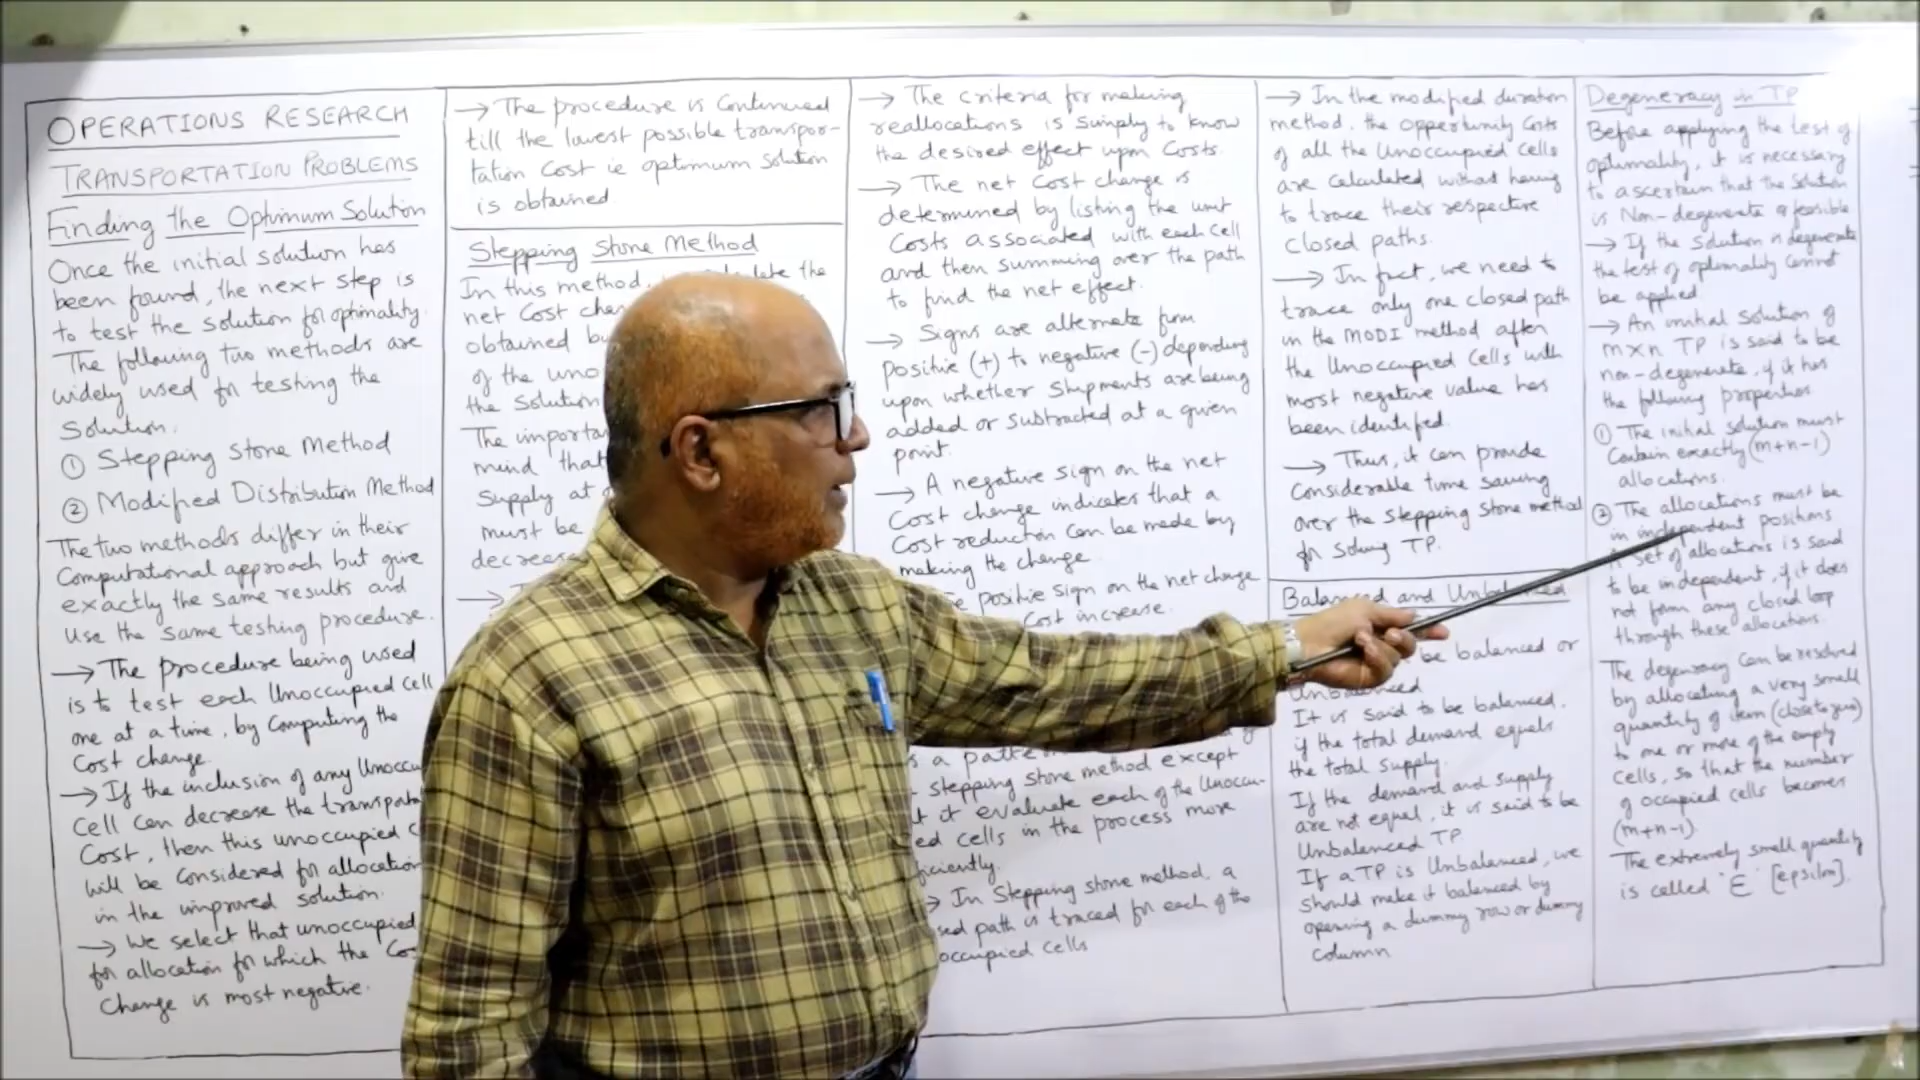 OPERATIONS RESEARCH
TRANSPORTATION PROBLEMS
Finding the Optimum Solution
Once the initial solution has
been found, the next step is
to test the solution for optimality.
The following two methods are
widely used for testing the
Solution.
① Stepping Stone Method
② Modified Distribution Method
The two methods differ in their
Computational approach but give
exactly the same results and
use the same testing procedure.
→ The procedure being used
is to test each Unoccupied cell
one at a time, by computing the
Cost change.
→ If the inclusion of any Unoccu
Cell can decrease the transporta
Cost, then this unoccupied c
will be considered for allocation
in the improved solution.
→ We select that unoccupied
for allocation for which the Cos
Change is most negative.
→ The procedure is Continued
till the lowest possible transpor-
tation Cost ie optimum solution
is obtained
Stepping Stone Method
In this method, the
net Cost chan
obtained by
of the uno
the Solution
The importa
mind that
Supply at
must be
decrease
→
→ The criteria for making
reallocations is simply to know
the desired effect upon Costs.
→ The net Cost change is
determined by listing the unit
Costs associated with each Cell
and then summing over the path
to find the net effect.
→ Signs are alternate from
positive (+) to negative (-) depending
upon whether shipments are being
added or subtracted at a given
point.
→ A negative sign on the net
Cost change indicates that a
Cost reduction can be made by
making the change.
positive sign on the net change
Cost increase.
s a patte
stepping stone method except
t it evaluate each of the Unoccu-
ed cells in the process more
ficiently.
→ In Stepping stone method, a
sed path is traced for each of the
occupied cells
→ In the modified duration
method, the opportunity Costs
of all the Unoccupied Cells
are Calculated without having
to trace their respective
closed paths.
→ In fact, we need to
trace only one closed path
in the MODI method after
the Unoccupied Cells with
most negative value has
been identified.
→ Thus, it can provide
Considerable time saving
over the Stepping Stone method
for solving TP.
Balanced and Unbalanced
be balanced or
Unbalanced
It is said to be balanced,
if the total demand equals
the total supply.
If the demand and supply
are not equal, it is said to be
Unbalanced TP.
If a TP is Unbalanced, we
should make it balanced by
opening a dummy row or dummy
column
Degeneracy in TP
Before applying the test of
optimality, it is necessary
to ascertain that the solution
is Non-degenerate & feasible
→ If the solution is degenerate
the test of optimality cannot
be applied.
→ An initial solution of
m×n TP is said to be
non-degenerate, if it has
the following properties
① The initial solution must
Contain exactly (m+n-1)
allocations.
② The allocations must be
in independent positions
A set of allocations is said
to be independent, if it does
not form any closed loop
through these allocations.
The degeneracy can be resolved
by allocating a very small
quantity of item (close to zero)
to one or more of the empty
Cells, so that the number
of occupied cells becomes
(m+n-1).
The extremely small quantity
is called 'Ɛ' [epsilon].